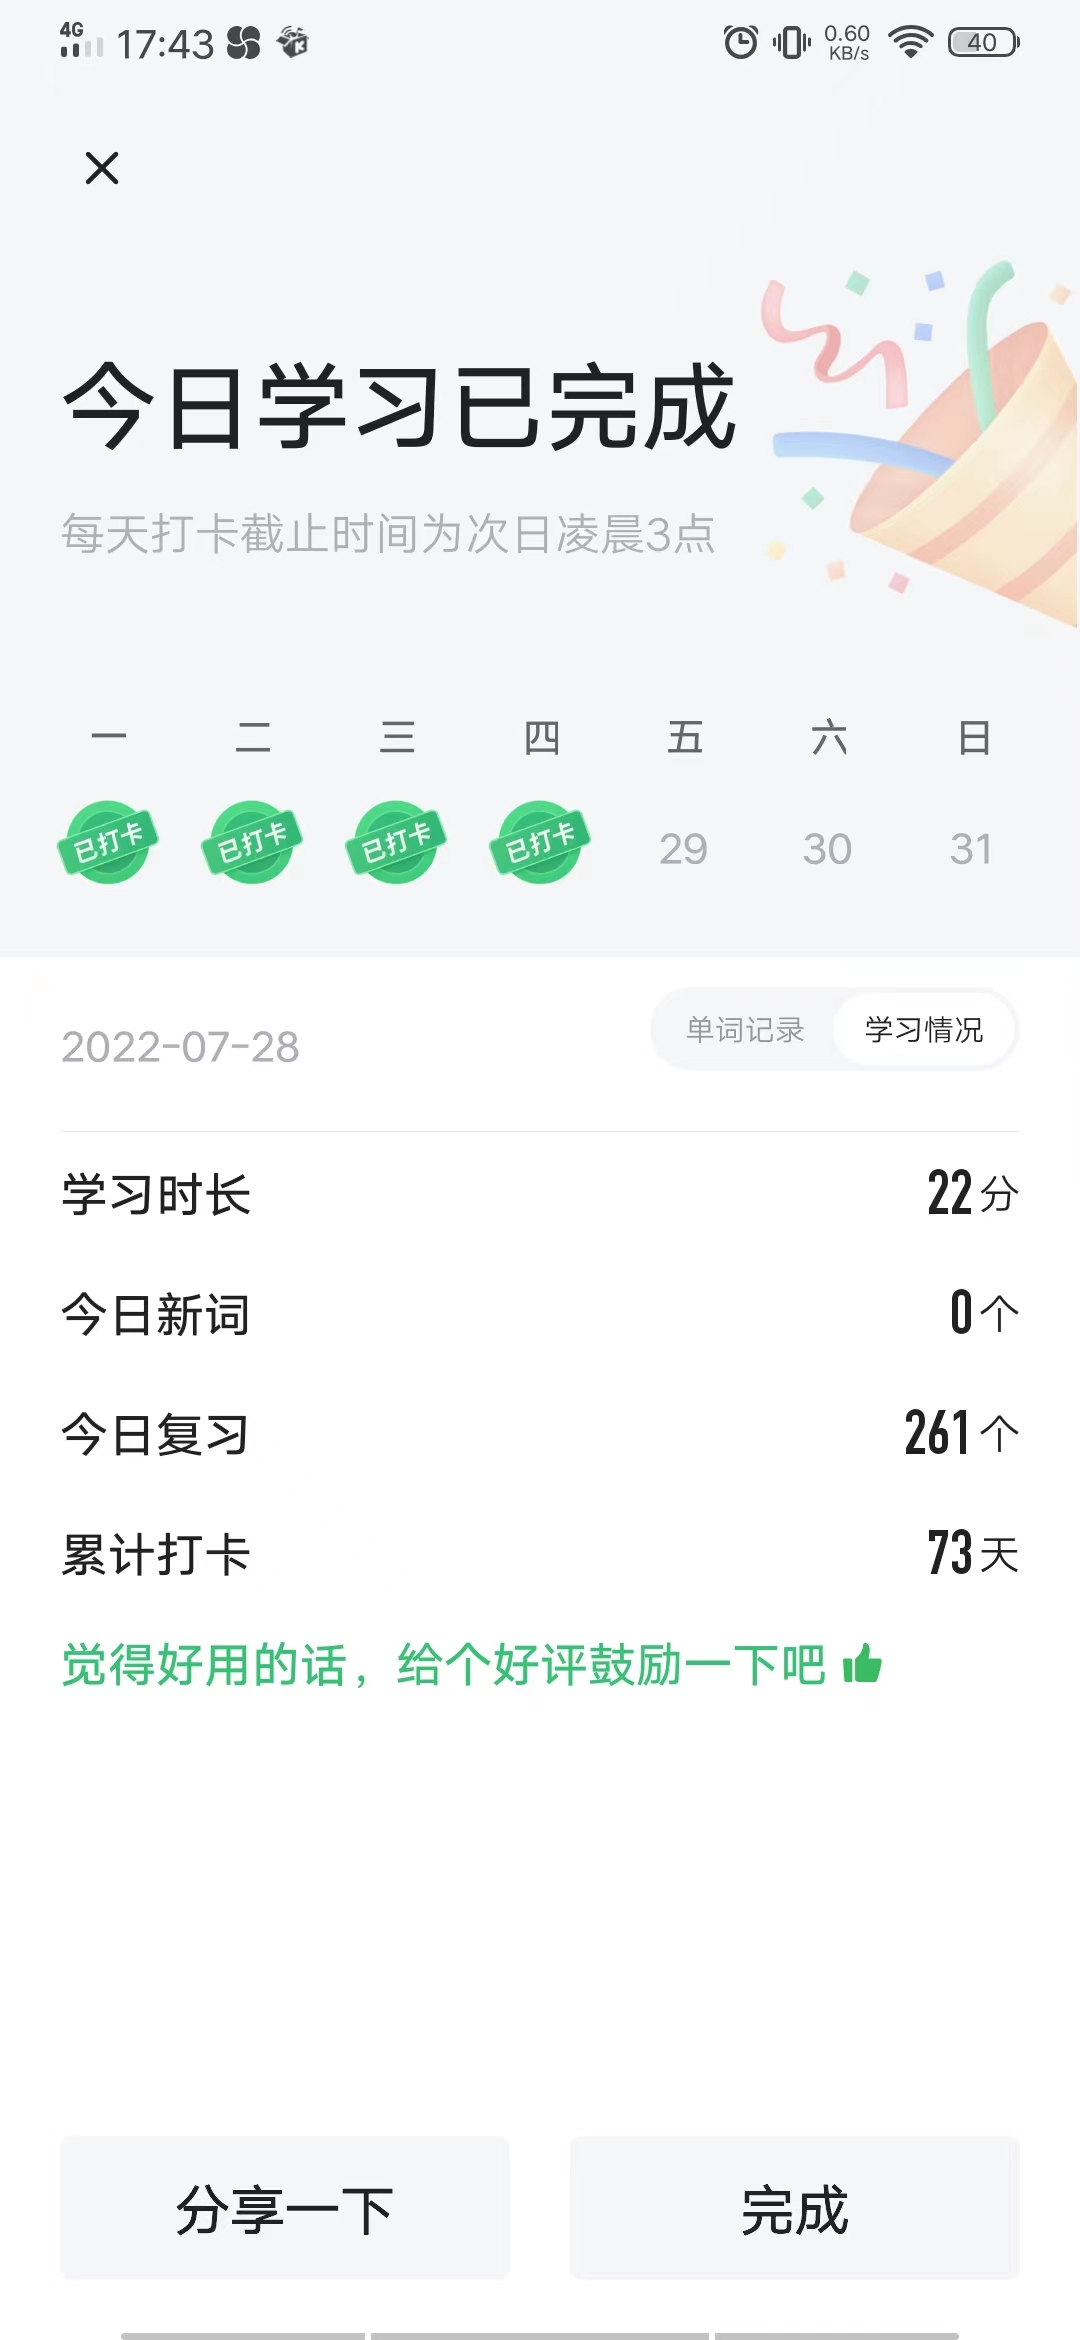 4G 17:43 0.60 KB/s 40
今日学习已完成
每天打卡截止时间为次日凌晨3点
一 二 三 四 五 六 日
已打卡 已打卡 已打卡 已打卡 29 30 31
2022-07-28 单词记录 学习情况
学习时长 22分
今日新词 0个
今日复习 261个
累计打卡 73天
觉得好用的话，给个好评鼓励一下吧
分享一下 完成